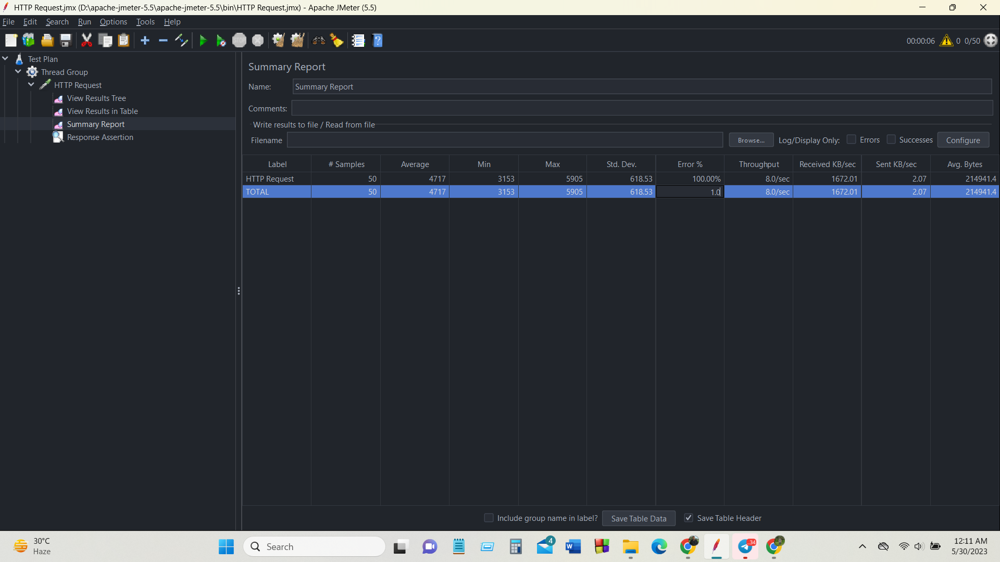 HTTP Request.jmx (D:\apache-jmeter-5.5\apache-jmeter-5.5\bin\HTTP Request.jmx) - Apache JMeter (5.5)
File Edit Search Run Options Tools Help
STOP
00:00:06 0 0/50
Test Plan
Thread Group
HTTP Request
View Results Tree
View Results in Table
Summary Report
Response Assertion
Summary Report
Name: Summary Report
Comments:
Write results to file / Read from file
Filename Browse... Log/Display Only: Errors Successes Configure
Label # Samples Average Min Max Std. Dev. Error % Throughput Received KB/sec Sent KB/sec Avg. Bytes
HTTP Request 50 4717 3153 5905 618.53 100.00% 8.0/sec 1672.01 2.07 214941.4
TOTAL 50 4717 3153 5905 618.53 1.0 8.0/sec 1672.01 2.07 214941.4
Include group name in label? Save Table Data Save Table Header
30°C
Haze
Search
4
34
12:11 AM
5/30/2023